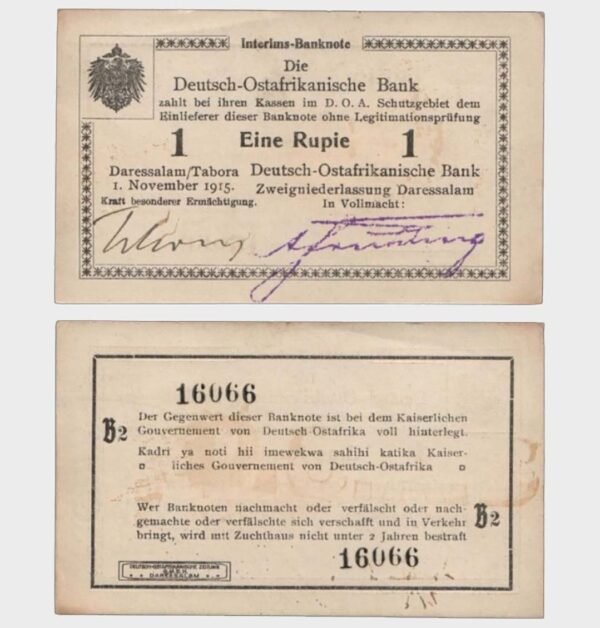 Interims-Banknote
Die
Deutsch-Ostafrikanische Bank
zahlt bei ihren Kassen im D. O. A. Schutzgebiet dem
Einlieferer dieser Banknote ohne Legitimationsprüfung
1 Eine Rupie 1
Daressalam/Tabora
1. November 1915.
Kraft besonderer Ermächtigung.
Deutsch-Ostafrikanische Bank
Zweigniederlassung Daressalam
In Vollmacht:
16066
B2
Der Gegenwert dieser Banknote ist bei dem Kaiserlichen
Gouvernement von Deutsch-Ostafrika voll hinterlegt.
Kadri ya noti hii imewekwa sahihi katika Kaiser-
liches Gouvernement von Deutsch-Ostafrika
Wer Banknoten nachmacht oder verfälscht oder nach-
gemachte oder verfälschte sich verschafft und in Verkehr
bringt, wird mit Zuchthaus nicht unter 2 Jahren bestraft
B2
16066
DEUTSCH-OSTAFRIKANISCHE ZEITUNG
G.M.B.H.
DARESSALAM